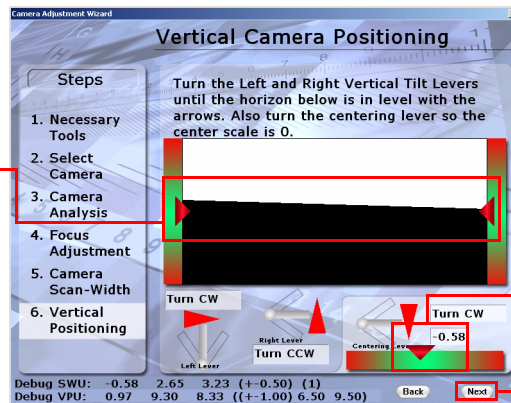 Camera Adjustment Wizard
Vertical Camera Positioning
Steps
1. Necessary
Tools
2. Select
Camera
3. Camera
Analysis
4. Focus
Adjustment
5. Camera
Scan-Width
6. Vertical
Positioning
Turn the Left and Right Vertical Tilt Levers
until the horizon below is in level with the
arrows. Also turn the centering lever so the
center scale is 0.
Turn CW
Left Lever
Right Lever
Turn CCW
Centering
Turn CW
-0.58
Debug SWU: -0.58 2.65 3.23 ((+-0.50) (1)
Debug VPU: 0.97 9.30 8.33 ((+-1.00) 6.50 9.50)
Back
Next